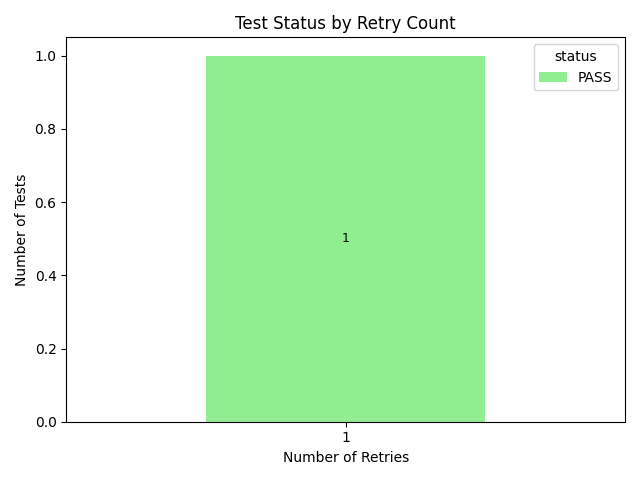 Test Status by Retry Count
status
PASS
1.0
0.8
0.6
0.4
0.2
0.0
Number of Tests
1
1
Number of Retries